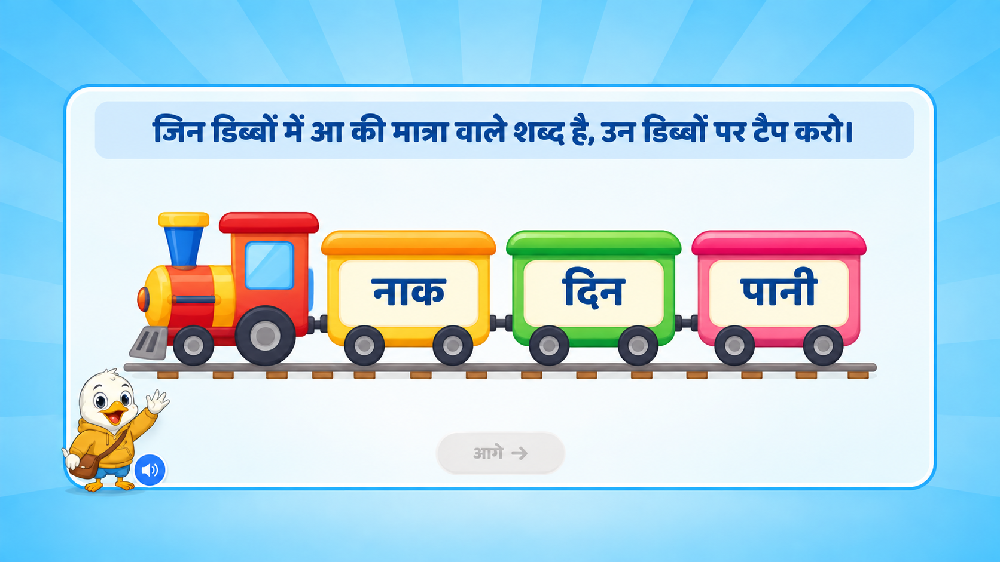 जिन डिब्बों में आ की मात्रा वाले शब्द है, उन डिब्बों पर टैप करो।
नाक
दिन
पानी
आगे →